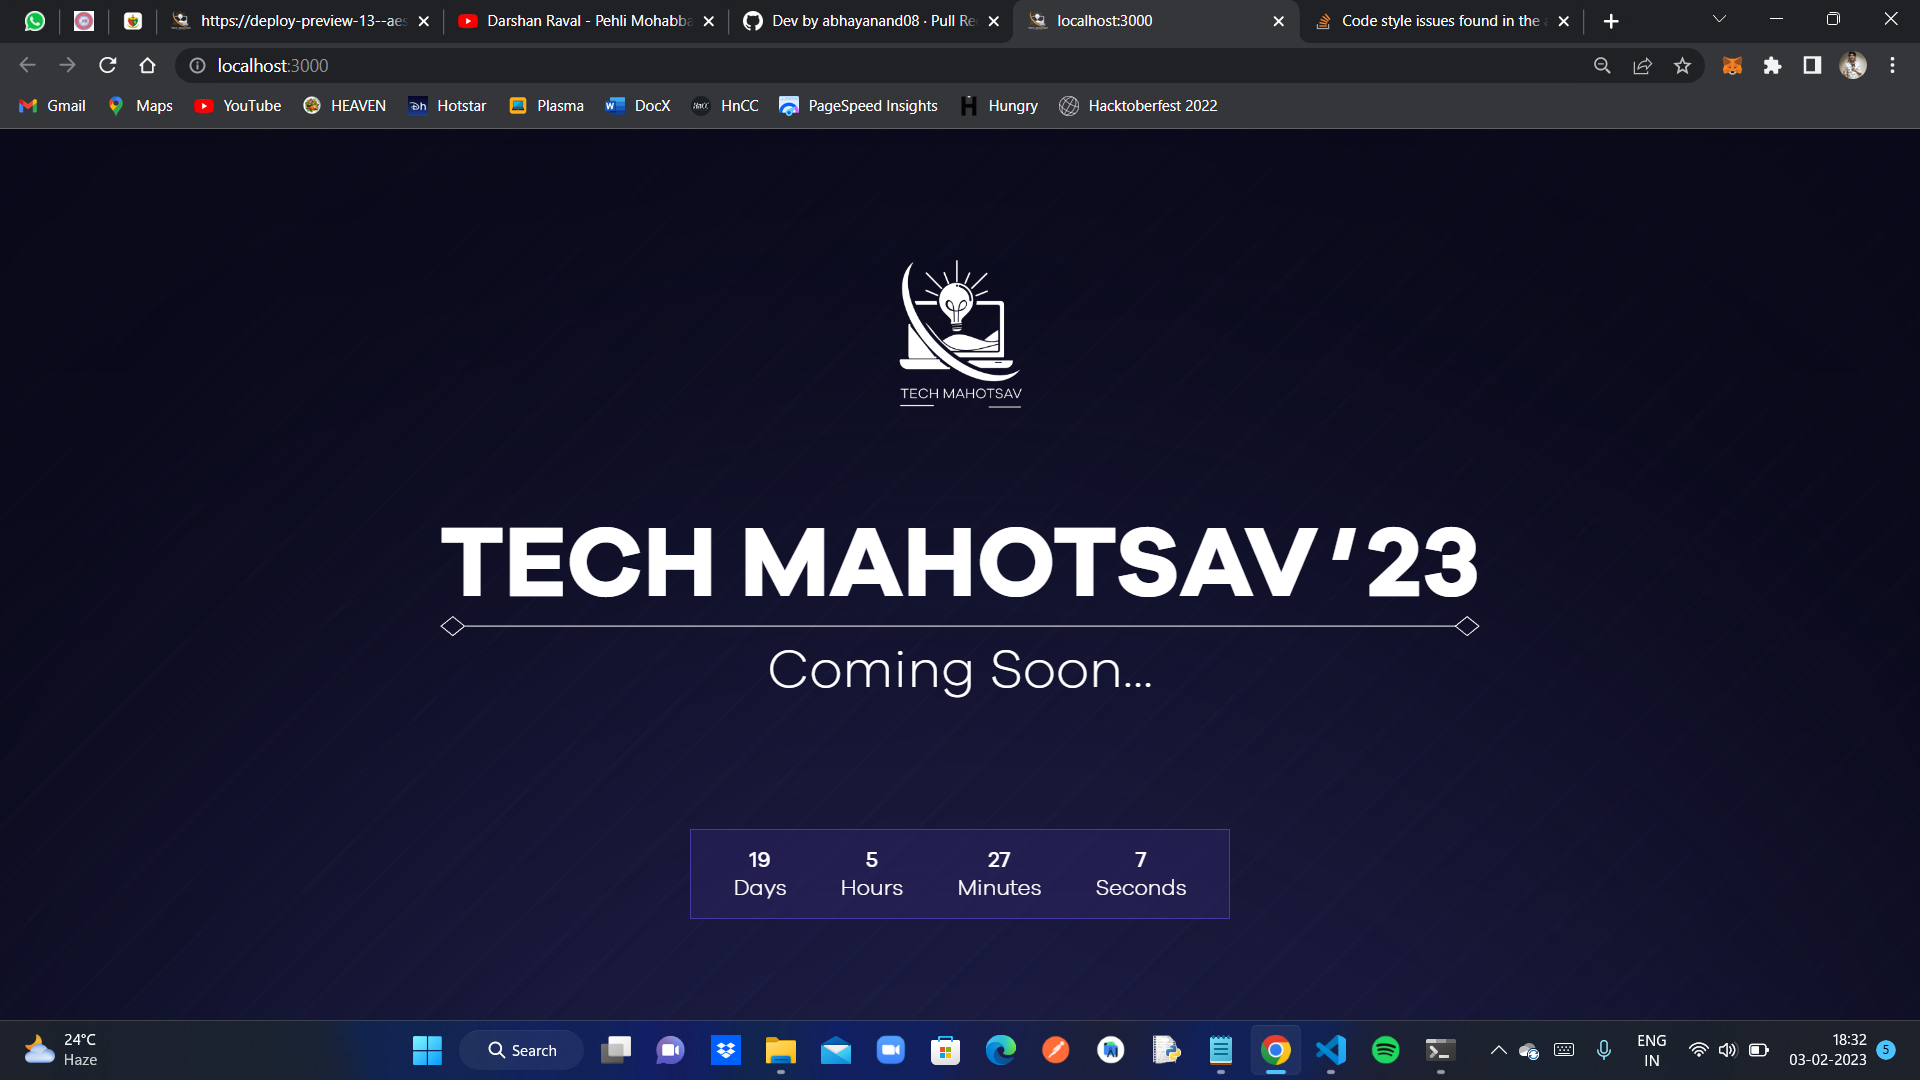 https://deploy-preview-13--aes
Darshan Raval - Pehli Mohabba
Dev by abhayanand08 · Pull Re
localhost:3000
Code style issues found in the a
localhost:3000
Gmail
Maps
YouTube
HEAVEN
Hotstar
Plasma
DocX
HnCC
PageSpeed Insights
Hungry
Hacktoberfest 2022
TECH MAHOTSAV
TECH MAHOTSAV'23
Coming Soon...
19 5 27 7
Days Hours Minutes Seconds
24°C
Haze
Search
ENG
IN
18:32
03-02-2023
5